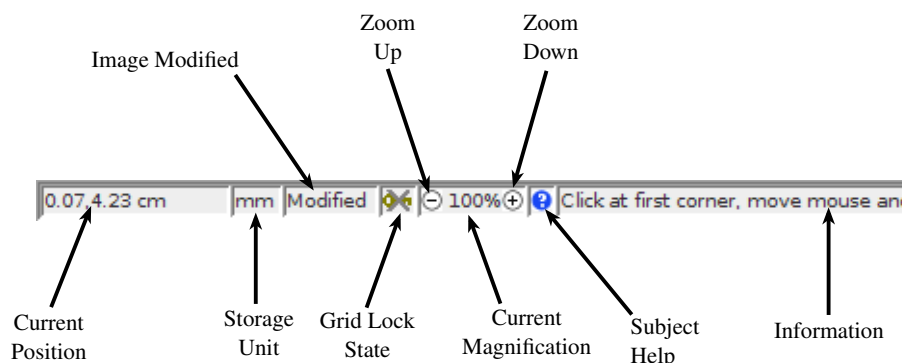 Zoom
Up
Zoom
Down
Image Modified
0.07,4.23 cm
mm
Modified
100%
Click at first corner, move mouse and
Current
Position
Storage
Unit
Grid Lock
State
Current
Magnification
Subject
Help
Information